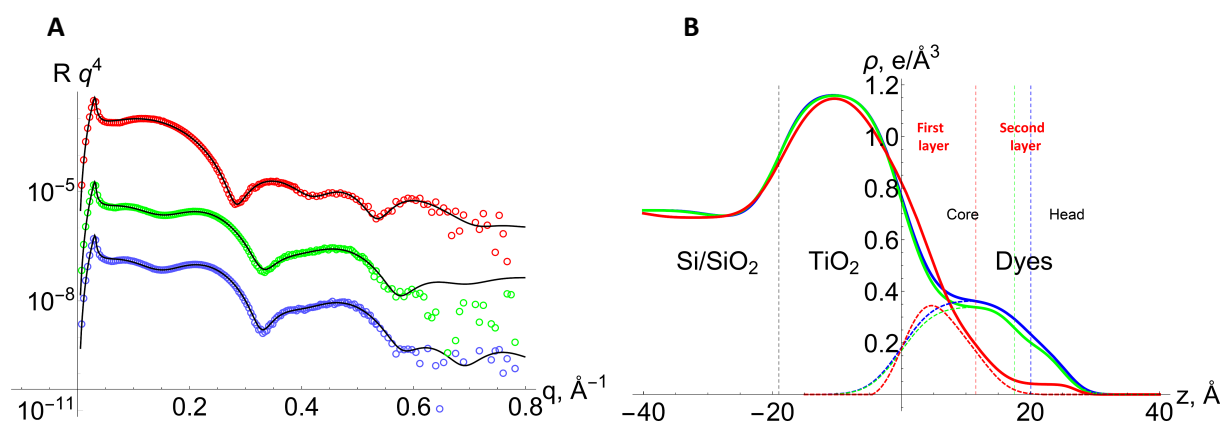 A
R q⁴
10⁻⁵
10⁻⁸
10⁻¹¹
0.2
0.4
0.6
0.8
q, Å⁻¹
B
ρ, e/Å³
1.2
1.0
0.8
0.6
0.4
0.2
First
layer
Second
layer
Core
Head
Si/SiO₂
TiO₂
Dyes
−40
−20
20
40
z, Å